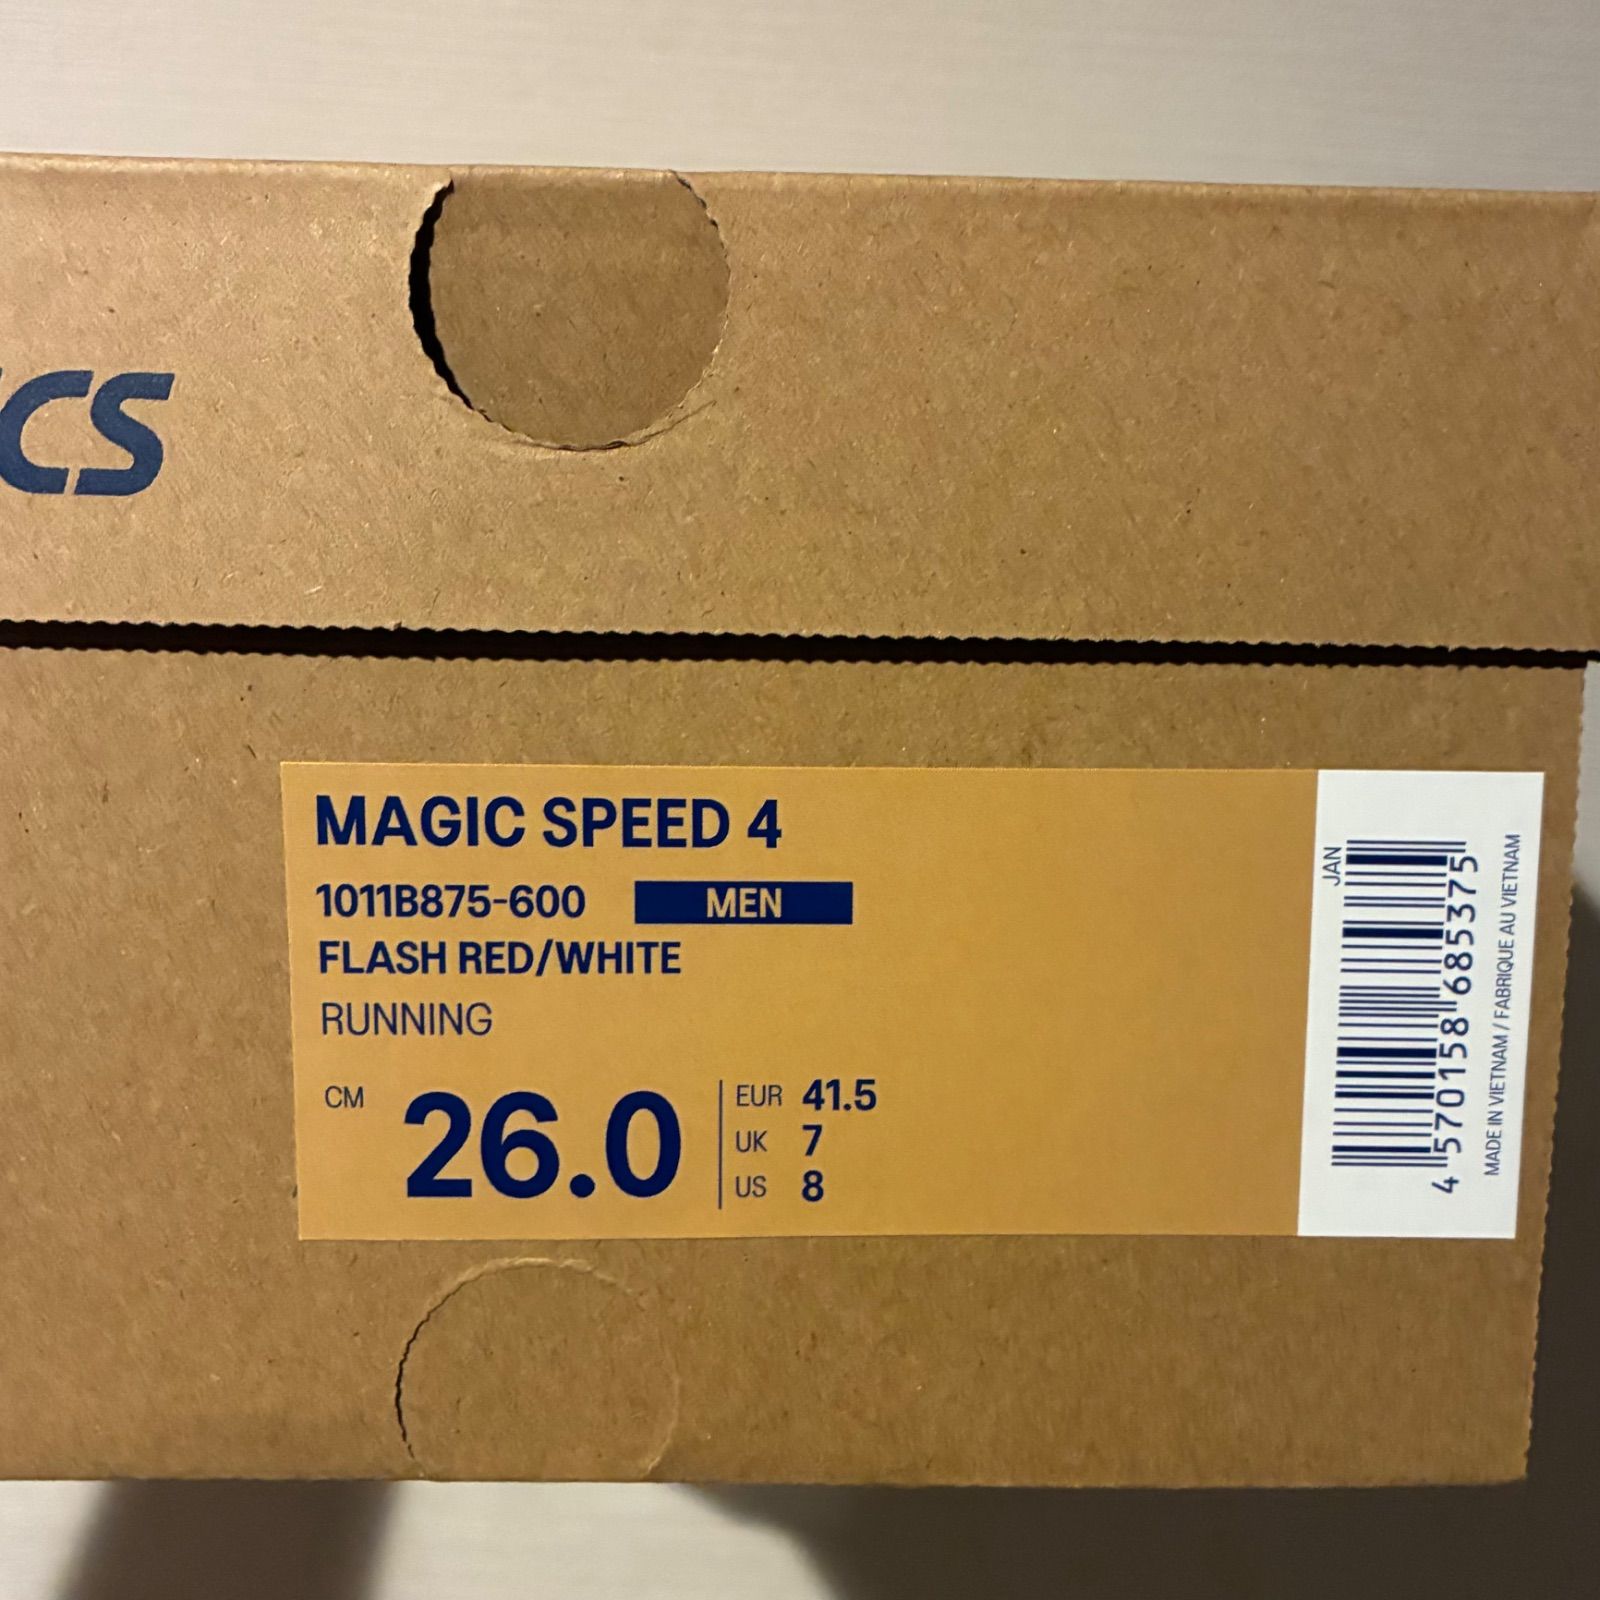 ICS
MAGIC SPEED 4
1011B875-600 MEN
FLASH RED/WHITE
RUNNING
CM 26.0
EUR 41.5
UK 7
US 8
JAN
4 570158 685375
MADE IN VIETNAM / FABRIQUE AU VIETNAM